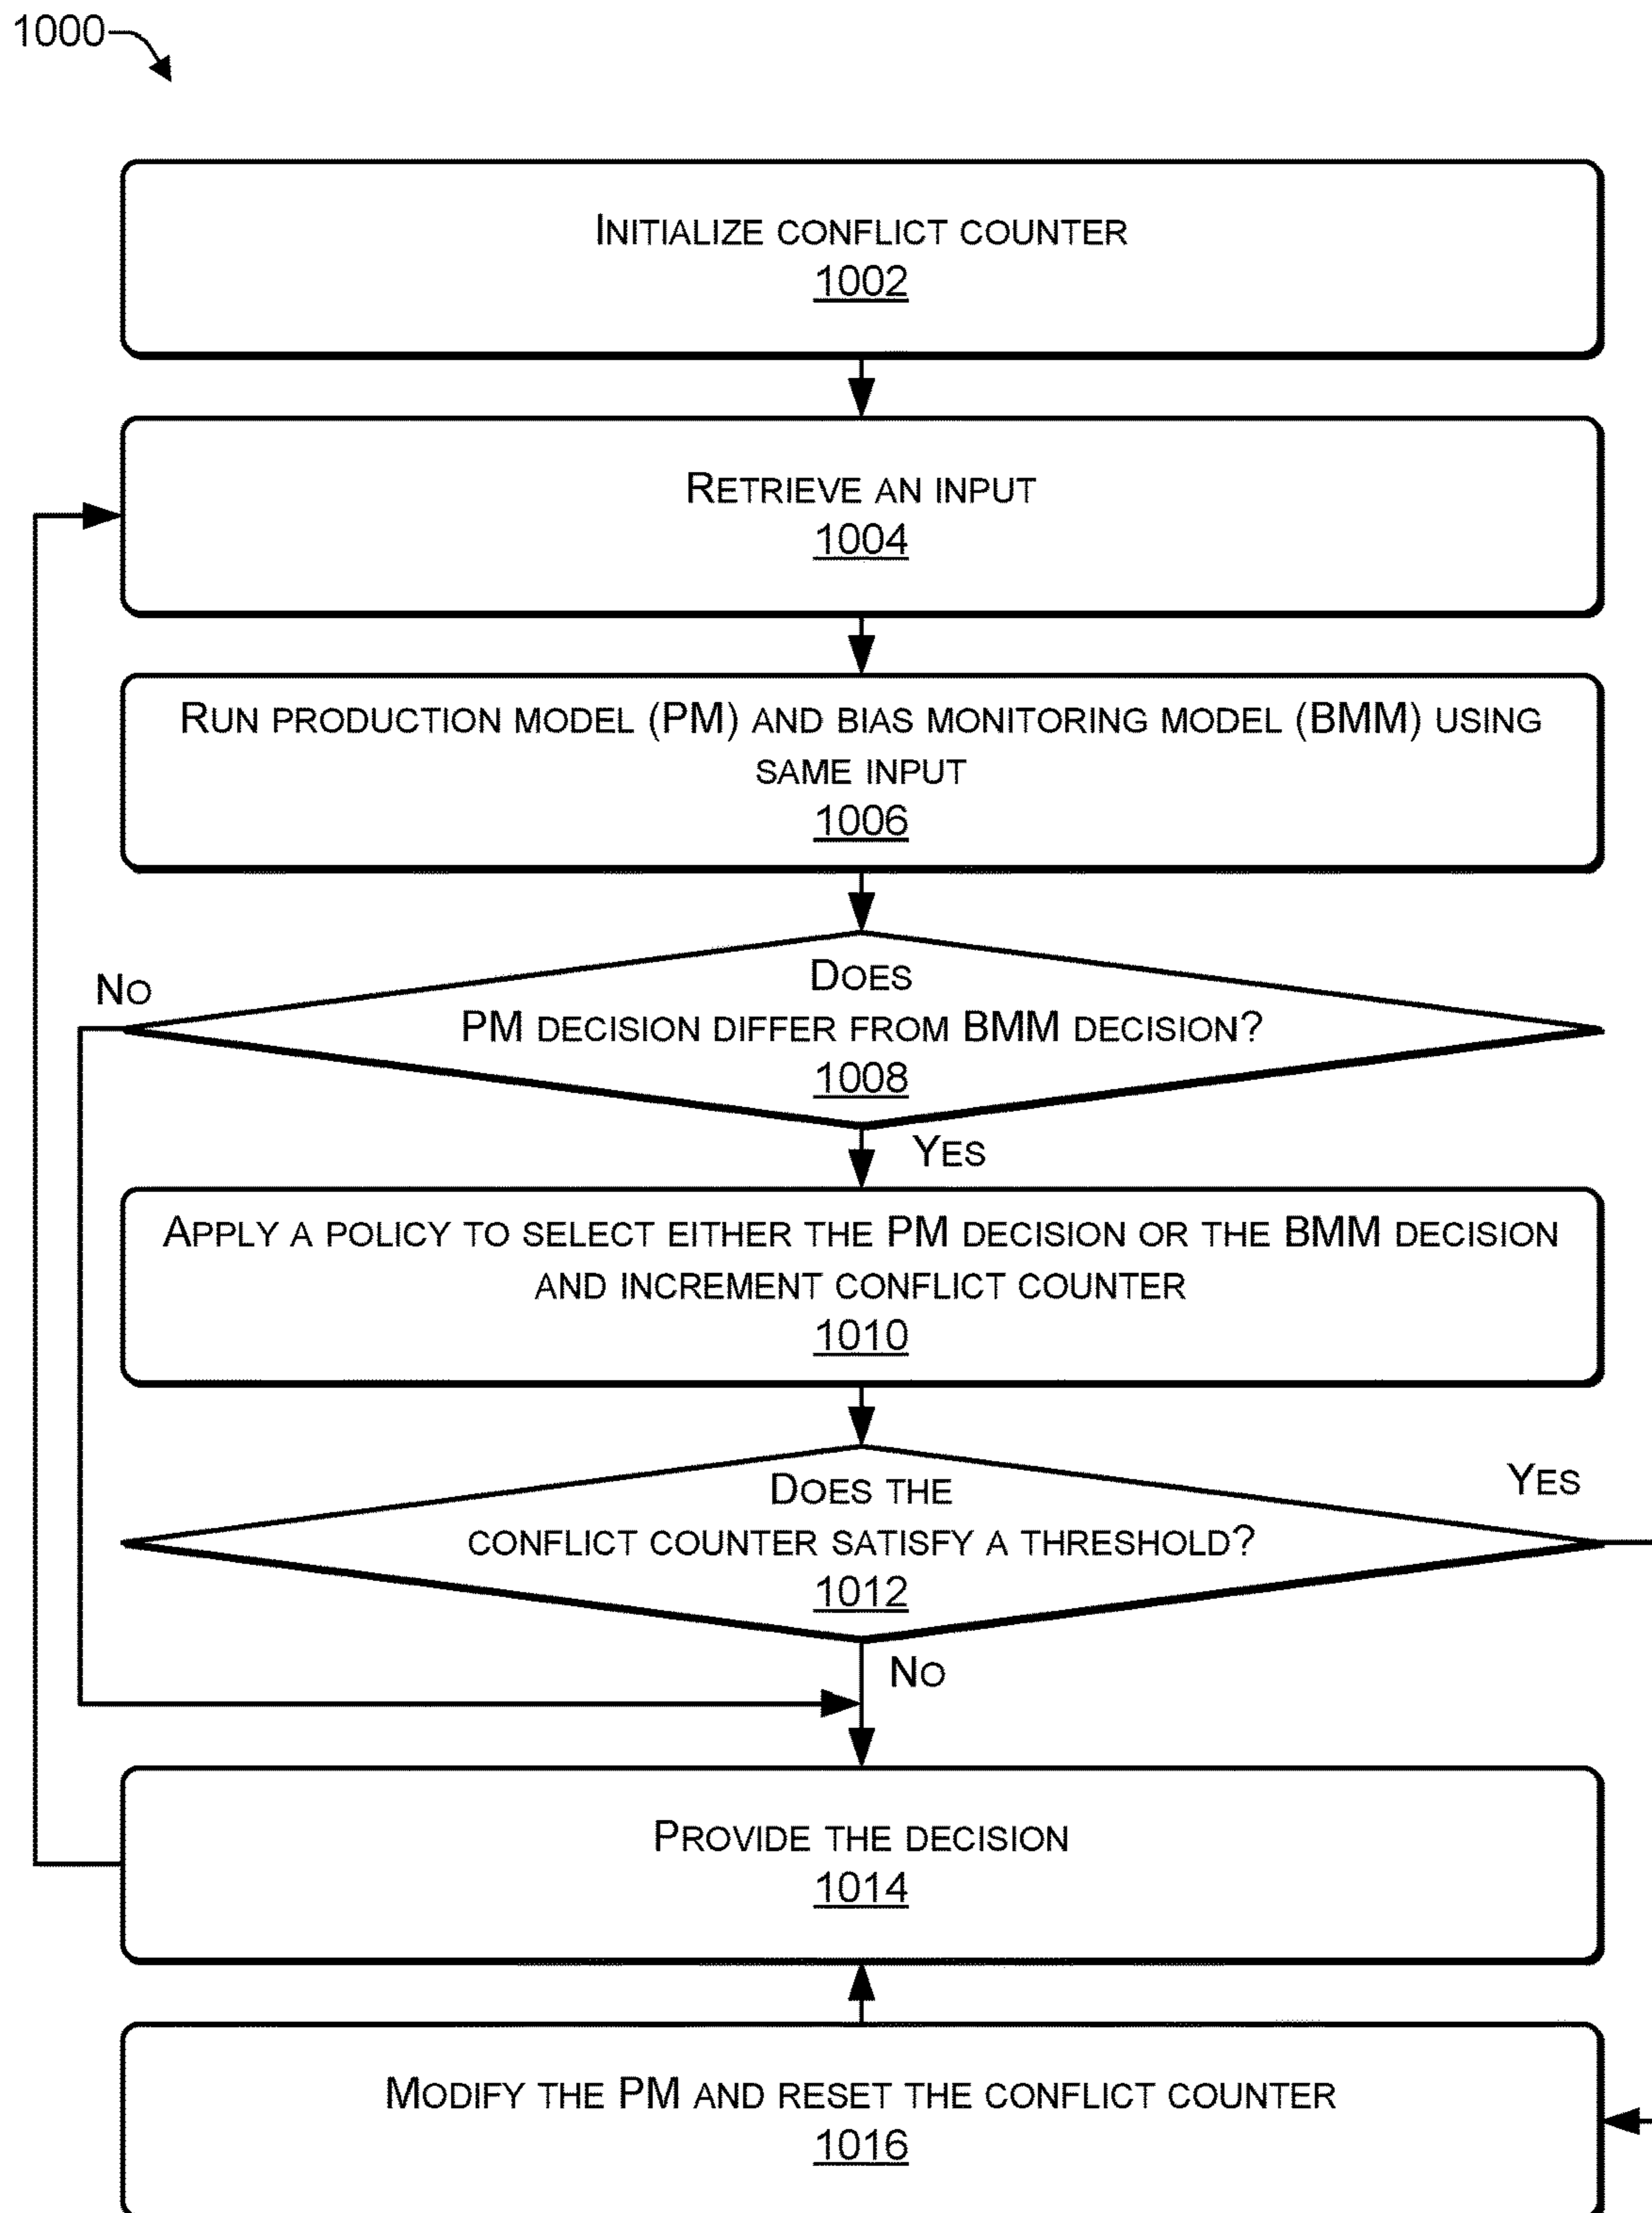 1000
INITIALIZE CONFLICT COUNTER
1002
RETRIEVE AN INPUT
1004
RUN PRODUCTION MODEL (PM) AND BIAS MONITORING MODEL (BMM) USING
SAME INPUT
1006
NO
DOES
PM DECISION DIFFER FROM BMM DECISION?
1008
YES
APPLY A POLICY TO SELECT EITHER THE PM DECISION OR THE BMM DECISION
AND INCREMENT CONFLICT COUNTER
1010
DOES THE
CONFLICT COUNTER SATISFY A THRESHOLD?
1012
YES
NO
PROVIDE THE DECISION
1014
MODIFY THE PM AND RESET THE CONFLICT COUNTER
1016